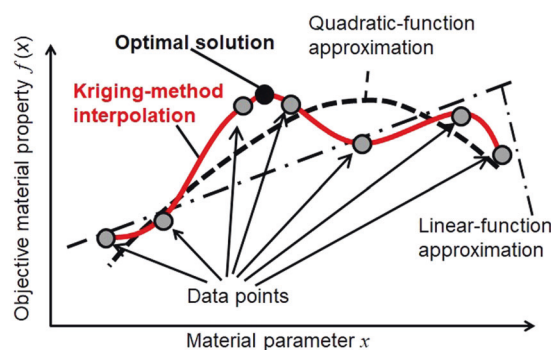 Optimal solution
Quadratic-function
approximation
Kriging-method
interpolation
Objective material property f (x)
Linear-function
approximation
Data points
Material parameter x